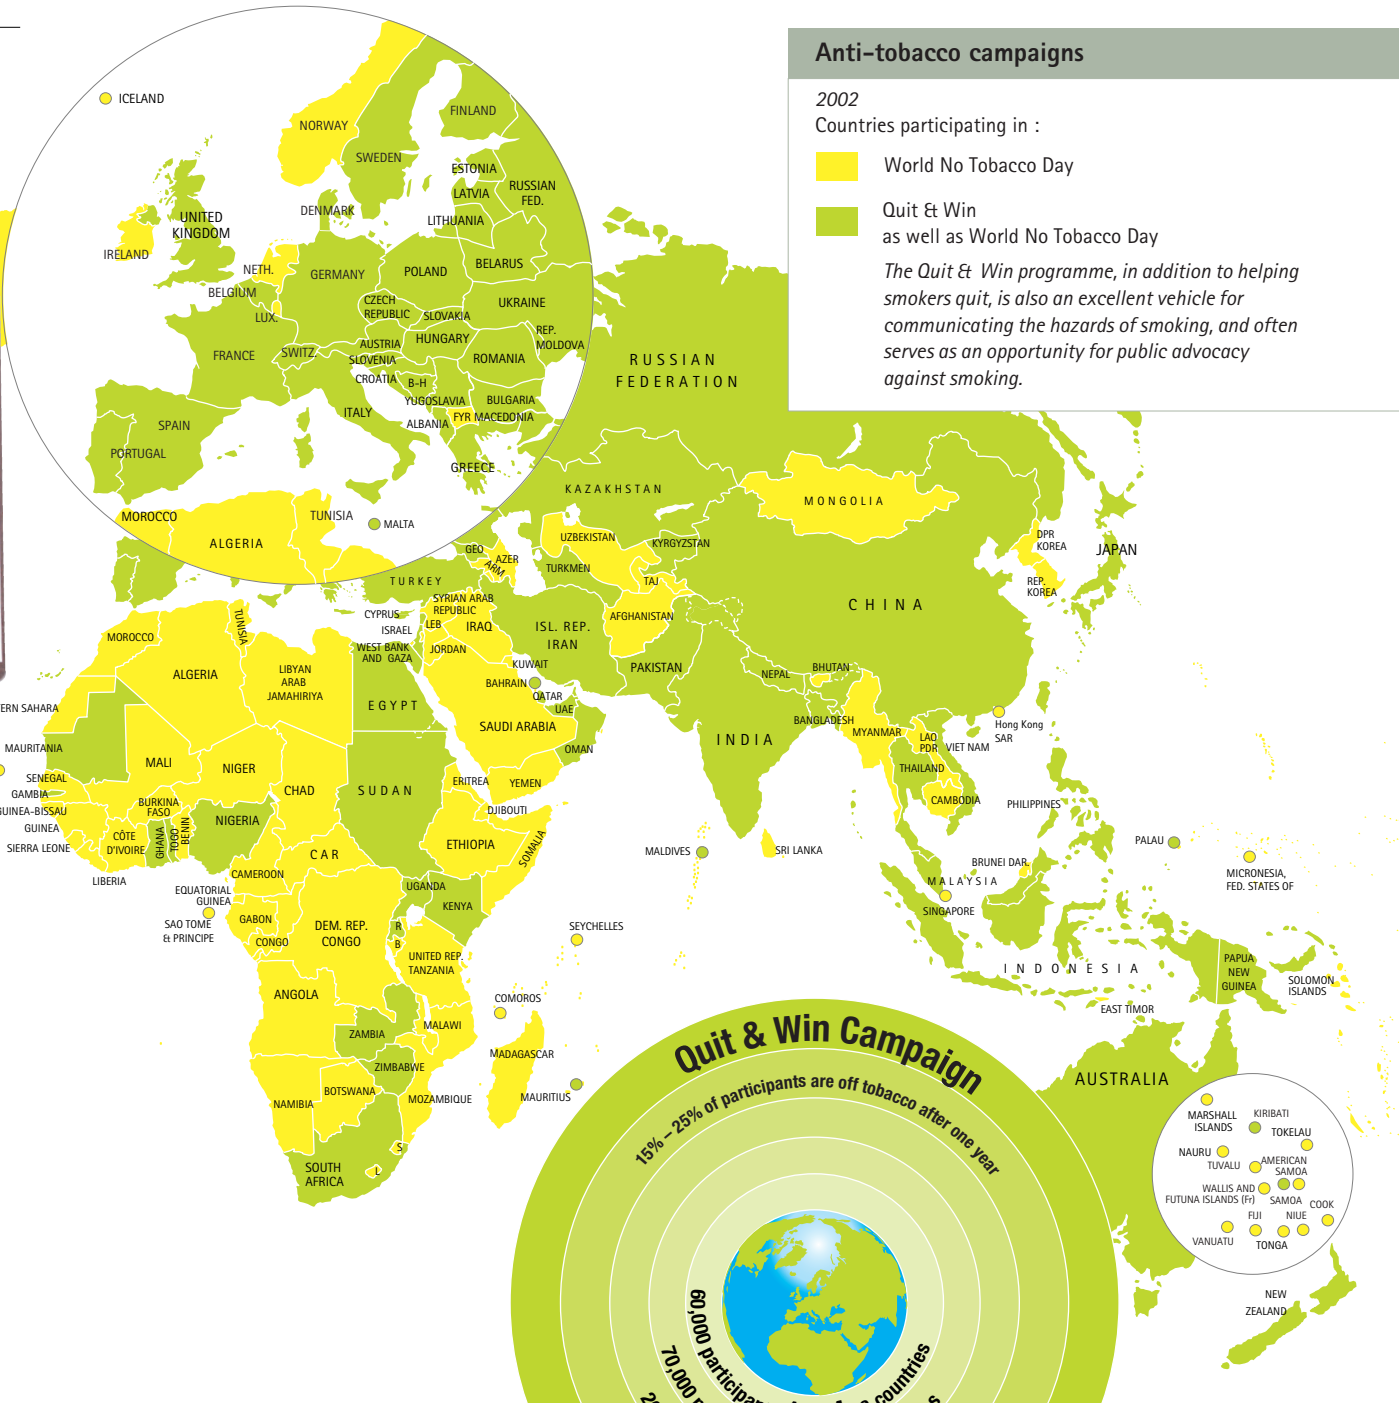 Anti-tobacco campaigns
2002
Countries participating in :
World No Tobacco Day
Quit & Win
as well as World No Tobacco Day
The Quit & Win programme, in addition to helping
smokers quit, is also an excellent vehicle for
communicating the hazards of smoking, and often
serves as an opportunity for public advocacy
against smoking.
ICELAND
NORWAY
FINLAND
SWEDEN
ESTONIA
LATVIA
RUSSIAN
FED.
DENMARK
LITHUANIA
UNITED
KINGDOM
IRELAND
NETH.
GERMANY
POLAND
BELARUS
BELGIUM
LUX.
CZECH
REPUBLIC
SLOVAKIA
UKRAINE
FRANCE
SWITZ.
AUSTRIA
HUNGARY
REP.
MOLDOVA
SLOVENIA
ROMANIA
CROATIA
B-H
YUGOSLAVIA
BULGARIA
ITALY
ALBANIA
FYR MACEDONIA
SPAIN
PORTUGAL
GREECE
MOROCCO
ALGERIA
TUNISIA
MALTA
RUSSIAN
FEDERATION
KAZAKHSTAN
MONGOLIA
UZBEKISTAN
KYRGYZSTAN
GEO
AZER
ARM
TURKMEN
TAJ
DPR
KOREA
REP.
KOREA
JAPAN
CHINA
TURKEY
CYPRUS
SYRIAN ARAB
REPUBLIC
LEB
ISRAEL
IRAQ
WEST BANK
AND GAZA
JORDAN
ISL. REP.
IRAN
AFGHANISTAN
PAKISTAN
KUWAIT
BAHRAIN
QATAR
UAE
SAUDI ARABIA
OMAN
YEMEN
NEPAL
BHUTAN
BANGLADESH
INDIA
MYANMAR
LAO
PDR
VIET NAM
THAILAND
CAMBODIA
Hong Kong
SAR
PHILIPPINES
MALDIVES
SRI LANKA
BRUNEI DAR.
MALAYSIA
SINGAPORE
INDONESIA
EAST TIMOR
PALAU
MICRONESIA,
FED. STATES OF
PAPUA
NEW
GUINEA
SOLOMON
ISLANDS
MOROCCO
TUNISIA
ALGERIA
LIBYAN
ARAB
JAMAHIRIYA
EGYPT
ERN SAHARA
MAURITANIA
MALI
NIGER
CHAD
SUDAN
ERITREA
DJIBOUTI
SENEGAL
GAMBIA
GUINEA-BISSAU
GUINEA
SIERRA LEONE
LIBERIA
CÔTE
D'IVOIRE
BURKINA
FASO
GHANA
TOGO
BENIN
NIGERIA
CAMEROON
CAR
ETHIOPIA
SOMALIA
EQUATORIAL
GUINEA
SAO TOME
& PRINCIPE
GABON
CONGO
DEM. REP.
CONGO
UGANDA
KENYA
R
B
UNITED REP.
TANZANIA
SEYCHELLES
COMOROS
ANGOLA
ZAMBIA
MALAWI
ZIMBABWE
MOZAMBIQUE
MADAGASCAR
MAURITIUS
NAMIBIA
BOTSWANA
SOUTH
AFRICA
S
L
AUSTRALIA
MARSHALL
ISLANDS
KIRIBATI
TOKELAU
NAURU
TUVALU
AMERICAN
SAMOA
WALLIS AND
FUTUNA ISLANDS (Fr)
SAMOA
COOK
FIJI
NIUE
VANUATU
TONGA
NEW
ZEALAND
Quit & Win Campaign
15% – 25% of participants are off tobacco after one year
60,000 participan countries
70,000